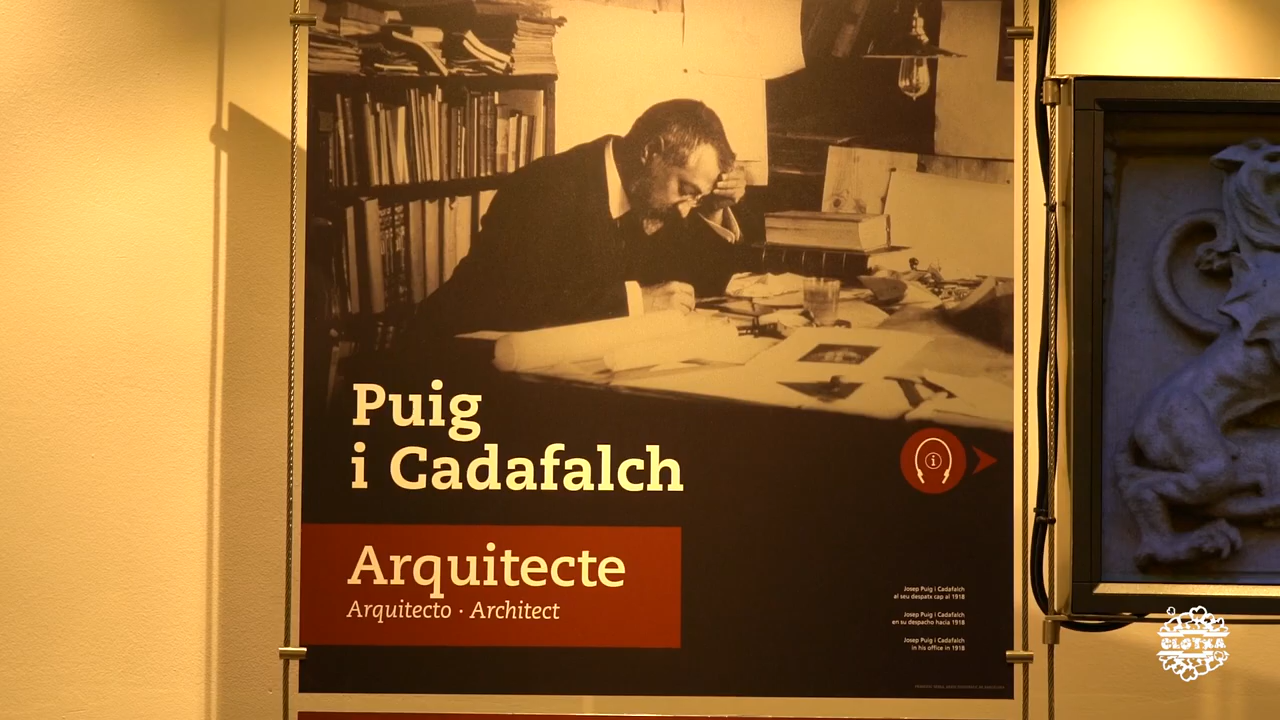 Puig
i Cadafalch
Arquitecte
Arquitecto · Architect
i
Josep Puig i Cadafalch
al seu despatx cap al 1918
Josep Puig i Cadafalch
en su despacho hacia 1918
Josep Puig i Cadafalch
in his office in 1918
CLOTXA